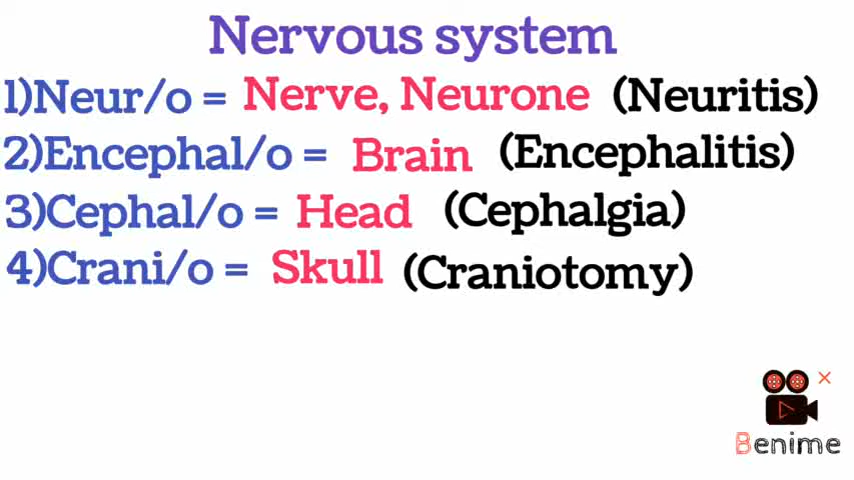 Nervous system
1)Neur/o = Nerve, Neurone (Neuritis)
2)Encephal/o = Brain (Encephalitis)
3)Cephal/o = Head (Cephalgia)
4)Crani/o = Skull (Craniotomy)
Benime